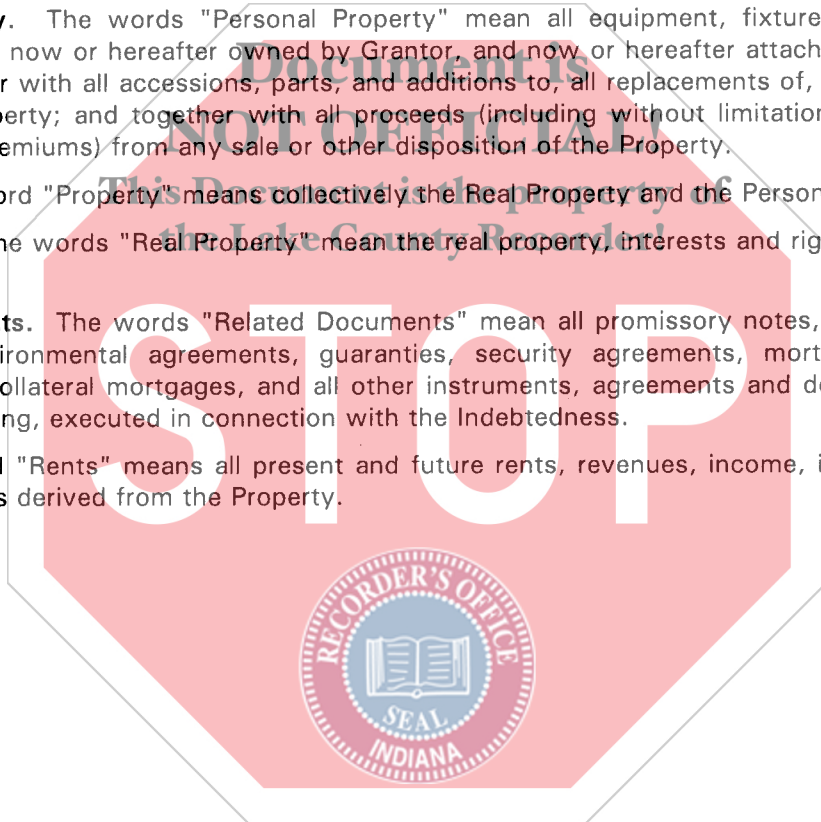 y. The words "Personal Property" mean all equipment, fixture
now or hereafter owned by Grantor, and now or hereafter attach
r with all accessions, parts, and additions to, all replacements of,
erty; and together with all proceeds (including without limitation
emiums) from any sale or other disposition of the Property.
ord "Property" means collectively the Real Property and the Person
he words "Real Property" mean the real property, interests and rig
ts. The words "Related Documents" mean all promissory notes,
ironmental agreements, guaranties, security agreements, mort
ollateral mortgages, and all other instruments, agreements and d
ng, executed in connection with the Indebtedness.
"Rents" means all present and future rents, revenues, income, i
s derived from the Property.
Document is
NOT OFFICIAL!
This Document is the property of
the Lake County Recorder!
STOP
RECORDER'S OFFICE
SEAL
INDIANA